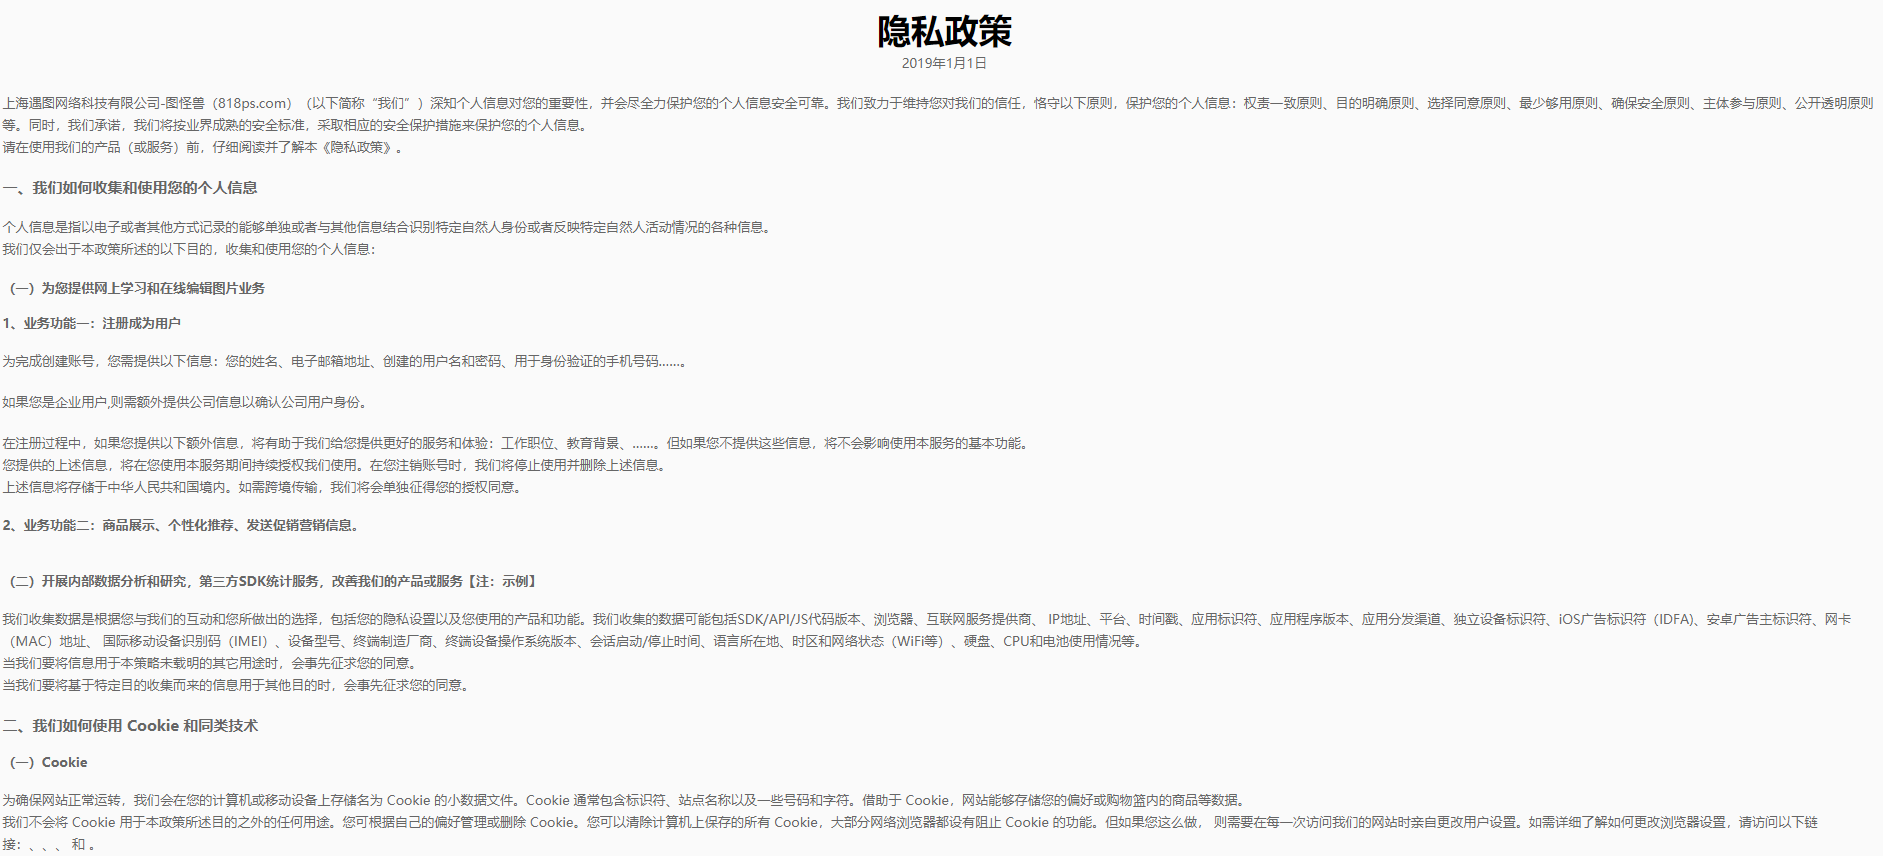 隐私政策
2019年1月1日
上海遇图网络科技有限公司-图怪兽（818ps.com）（以下简称“我们”）深知个人信息对您的重要性，并会尽全力保护您的个人信息安全可靠。我们致力于维持您对我们的信任，恪守以下原则，保护您的个人信息：权责一致原则、目的明确原则、选择同意原则、最少够用原则、确保安全原则、主体参与原则、公开透明原则
等。同时，我们承诺，我们将按业界成熟的安全标准，采取相应的安全保护措施来保护您的个人信息。
请在使用我们的产品（或服务）前，仔细阅读并了解本《隐私政策》。
一、我们如何收集和使用您的个人信息
个人信息是指以电子或者其他方式记录的能够单独或者与其他信息结合识别特定自然人身份或者反映特定自然人活动情况的各种信息。
我们仅会出于本政策所述的以下目的，收集和使用您的个人信息：
（一）为您提供网上学习和在线编辑图片业务
1、业务功能一：注册成为用户
为完成创建账号，您需提供以下信息：您的姓名、电子邮箱地址、创建的用户名和密码、用于身份验证的手机号码……。
如果您是企业用户,则需额外提供公司信息以确认公司用户身份。
在注册过程中，如果您提供以下额外信息，将有助于我们给您提供更好的服务和体验：工作职位、教育背景、……。但如果您不提供这些信息，将不会影响使用本服务的基本功能。
您提供的上述信息，将在您使用本服务期间持续授权我们使用。在您注销账号时，我们将停止使用并删除上述信息。
上述信息将存储于中华人民共和国境内。如需跨境传输，我们将会单独征得您的授权同意。
2、业务功能二：商品展示、个性化推荐、发送促销营销信息。
（二）开展内部数据分析和研究，第三方SDK统计服务，改善我们的产品或服务【注：示例】
我们收集数据是根据您与我们的互动和您所做出的选择，包括您的隐私设置以及您使用的产品和功能。我们收集的数据可能包括SDK/API/JS代码版本、浏览器、互联网服务提供商、 IP地址、平台、时间戳、应用标识符、应用程序版本、应用分发渠道、独立设备标识符、iOS广告标识符（IDFA)、安卓广告主标识符、网卡
（MAC）地址、 国际移动设备识别码（IMEI）、设备型号、终端制造厂商、终端设备操作系统版本、会话启动/停止时间、语言所在地、时区和网络状态（WiFi等）、硬盘、CPU和电池使用情况等。
当我们要将信息用于本策略未载明的其它用途时，会事先征求您的同意。
当我们要将基于特定目的收集而来的信息用于其他目的时，会事先征求您的同意。
二、我们如何使用 Cookie 和同类技术
（一）Cookie
为确保网站正常运转，我们会在您的计算机或移动设备上存储名为 Cookie 的小数据文件。Cookie 通常包含标识符、站点名称以及一些号码和字符。借助于 Cookie，网站能够存储您的偏好或购物篮内的商品等数据。
我们不会将 Cookie 用于本政策所述目的之外的任何用途。您可根据自己的偏好管理或删除 Cookie。您可以清除计算机上保存的所有 Cookie，大部分网络浏览器都设有阻止 Cookie 的功能。但如果您这么做， 则需要在每一次访问我们的网站时亲自更改用户设置。如需详细了解如何更改浏览器设置，请访问以下链
接：、、、 和 。